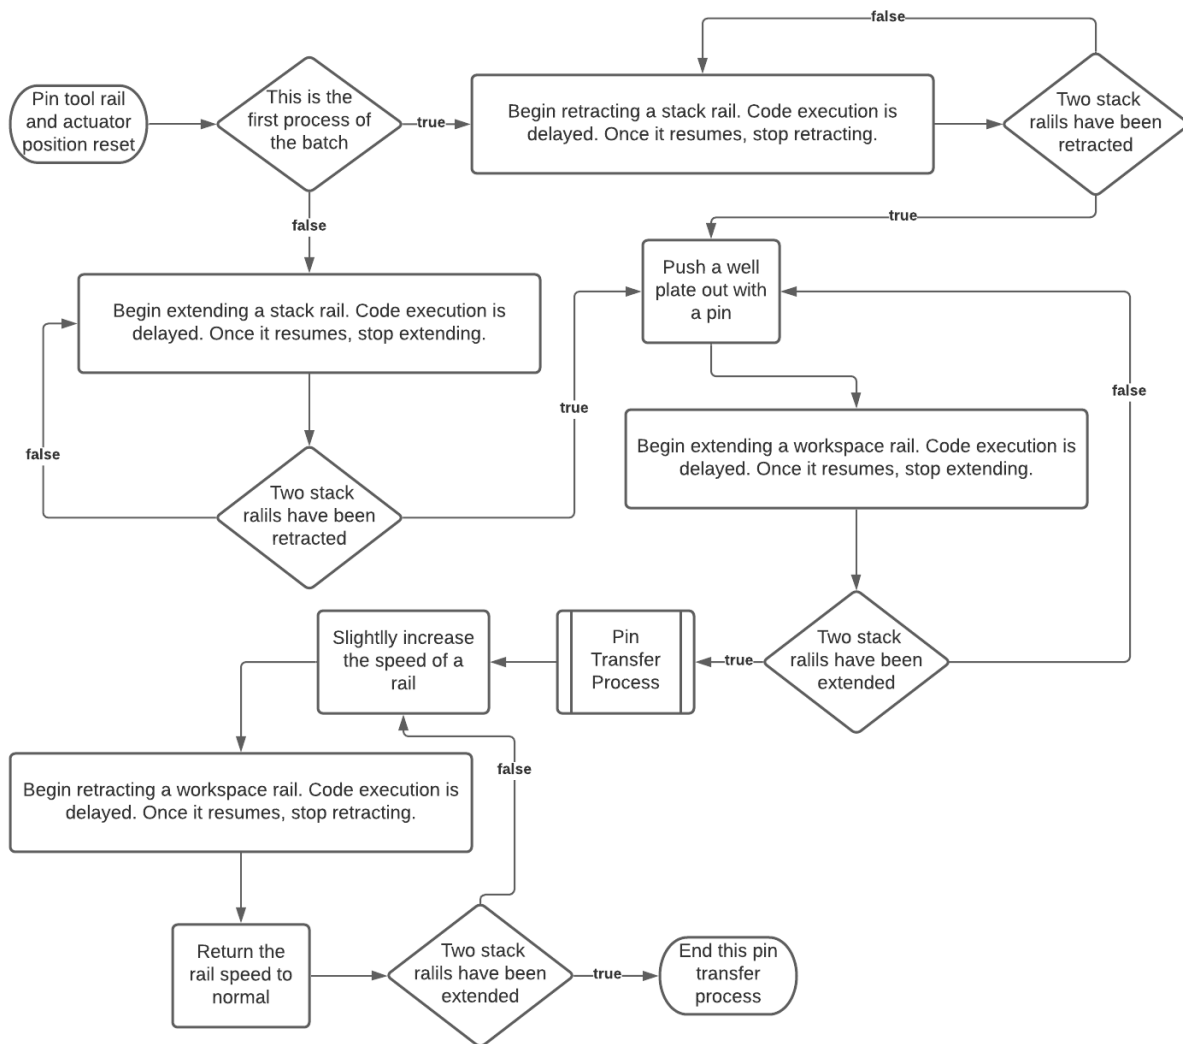 false
Pin tool rail
and actuator
position reset
This is the
first process of
the batch
true
Begin retracting a stack rail. Code execution is
delayed. Once it resumes, stop retracting.
Two stack
ralils have been
retracted
false
true
Begin extending a stack rail. Code execution is
delayed. Once it resumes, stop extending.
Push a well
plate out with
a pin
false
true
false
Begin extending a workspace rail. Code execution is
delayed. Once it resumes, stop extending.
Two stack
ralils have been
retracted
Slightlly increase
the speed of a
rail
Pin
Transfer
Process
true
Two stack
ralils have been
extended
false
Begin retracting a workspace rail. Code execution is
delayed. Once it resumes, stop retracting.
Return the
rail speed to
normal
Two stack
ralils have been
extended
true
End this pin
transfer
process